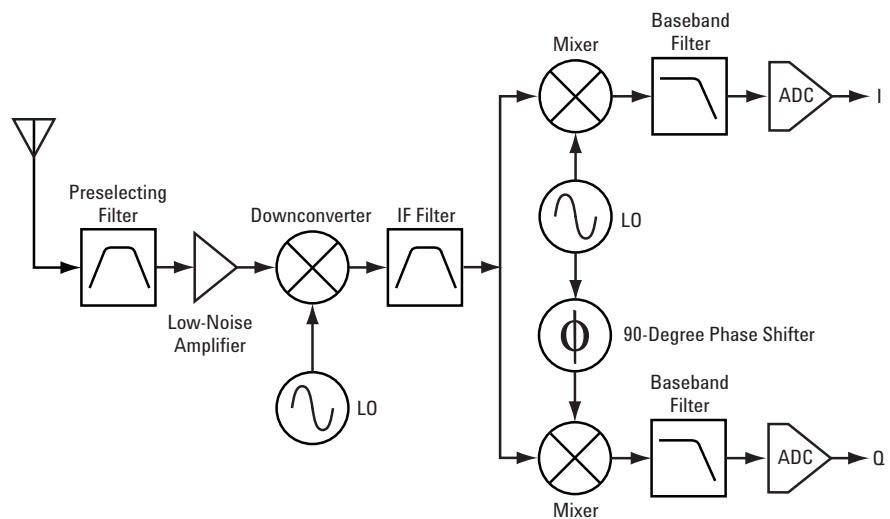 Mixer
Baseband
Filter
ADC
I
Preselecting
Filter
Downconverter
IF Filter
LO
Low-Noise
Amplifier
ϕ
90-Degree Phase Shifter
LO
Baseband
Filter
ADC
Q
Mixer